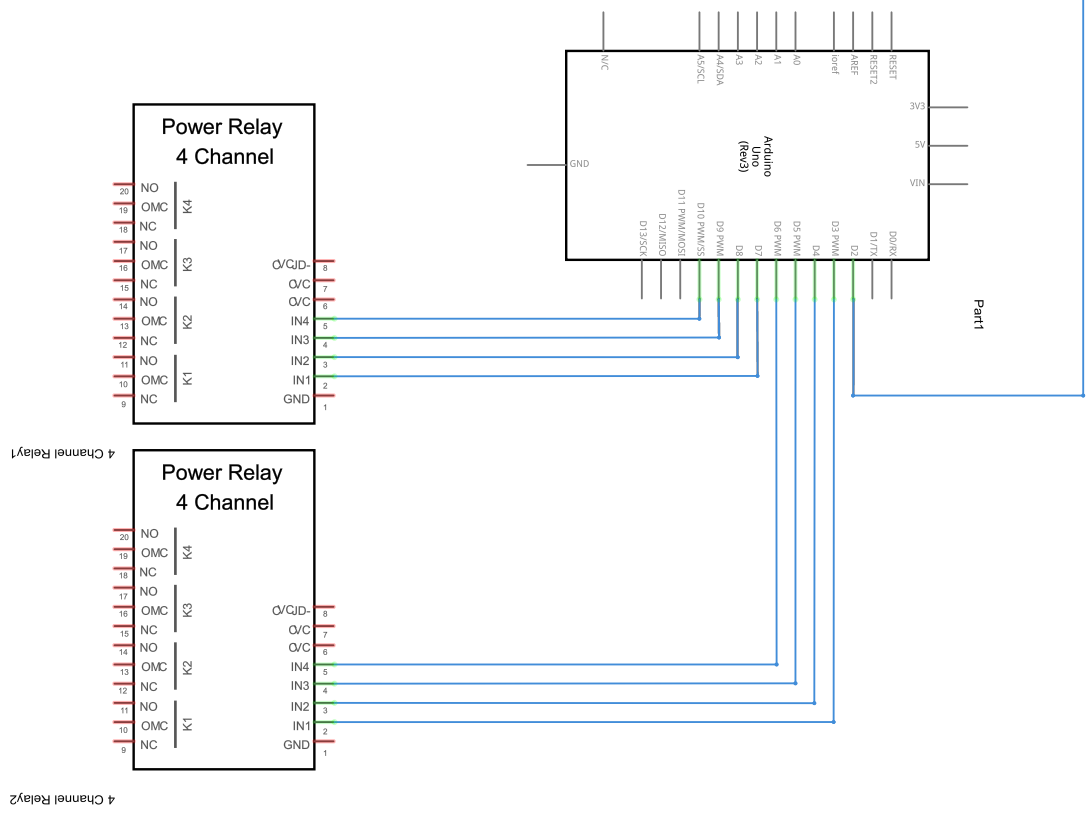 N/C
A5/SCL
A4/SDA
A3
A2
A1
A0
ioref
AREF
RESET2
RESET
3V3
5V
VIN
GND
Arduino
Uno
(Rev3)
D13/SCK
D12/MISO
D11 PWM/MOSI
D10 PWM/SS
D9 PWM
D8
D7
D6 PWM
D5 PWM
D4
D3 PWM
D2
D1/TX
D0/RX
Part1
Power Relay
4 Channel
20 NO
19 OMC K4
18 NC
17 NO
16 OMC K3
15 NC
14 NO
13 OMC K2
12 NC
11 NO
10 OMC K1
9 NC
JD- 8
7
6
IN4 5
IN3 4
IN2 3
IN1 2
GND 1
4 Channel Relay1
Power Relay
4 Channel
20 NO
19 OMC K4
18 NC
17 NO
16 OMC K3
15 NC
14 NO
13 OMC K2
12 NC
11 NO
10 OMC K1
9 NC
JD- 8
7
6
IN4 5
IN3 4
IN2 3
IN1 2
GND 1
4 Channel Relay2